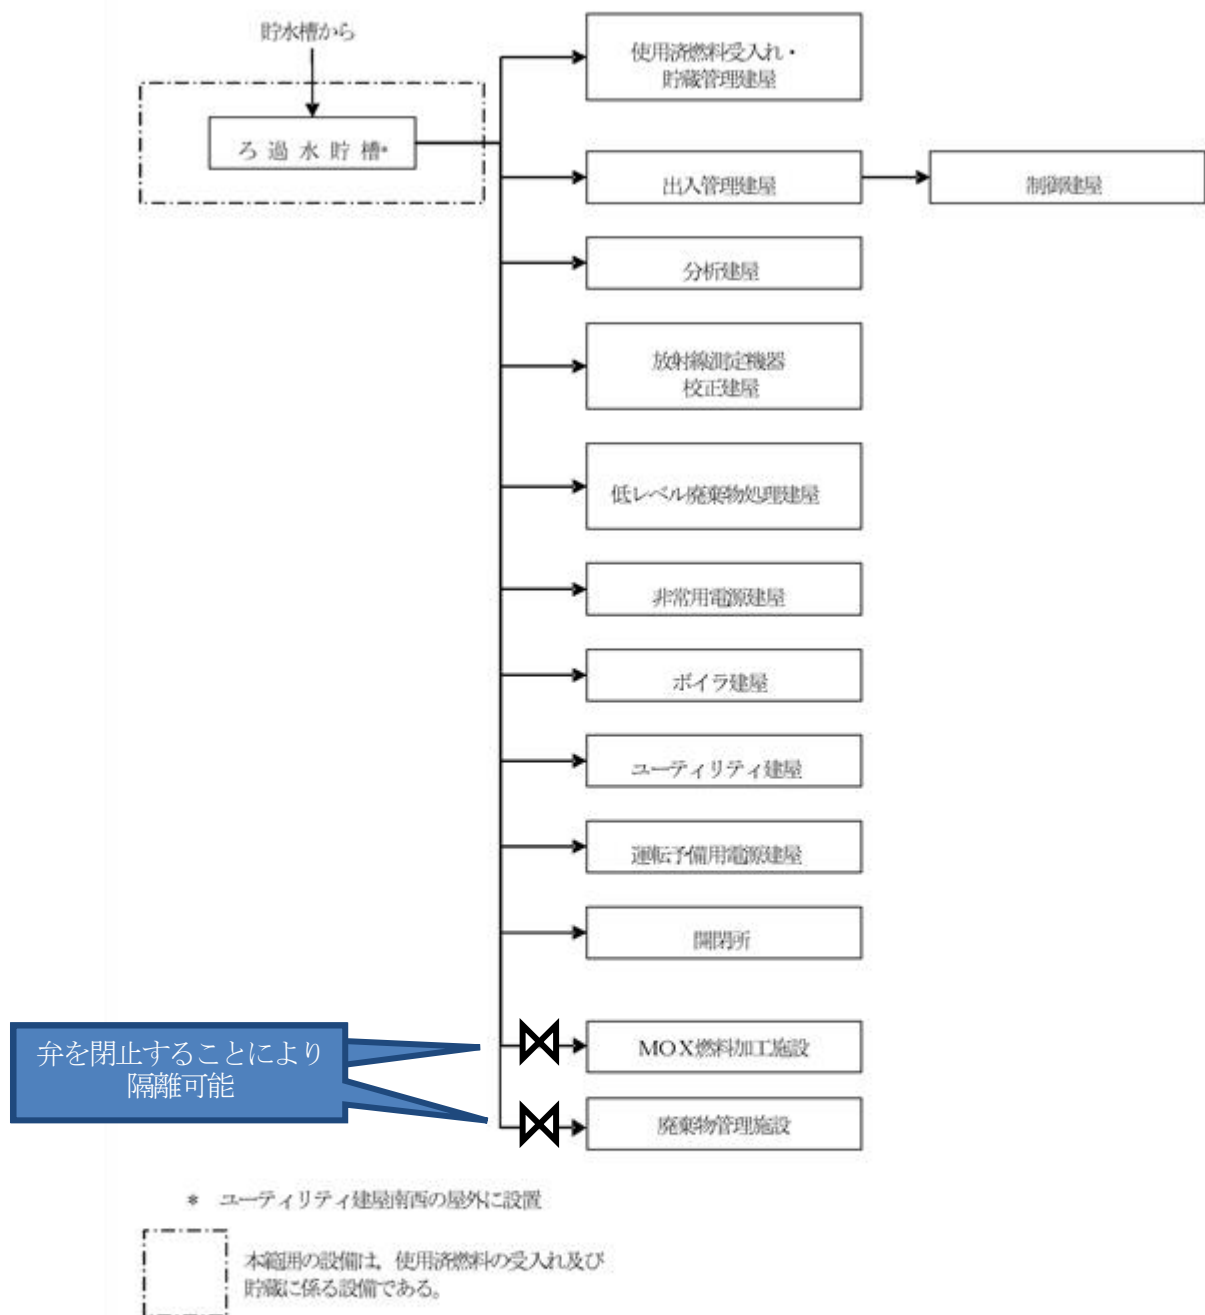 貯水槽から
ろ過水貯槽*
使用済燃料受入れ・
貯蔵管理建屋
出入管理建屋
制御建屋
分析建屋
放射線測定機器
校正建屋
低レベル廃棄物処理建屋
非常用電源建屋
ボイラ建屋
ユーティリティ建屋
運転予備用電源建屋
開閉所
MOX燃料加工施設
廃棄物管理施設
弁を閉止することにより
隔離可能
* ユーティリティ建屋南西の屋外に設置
本範囲の設備は、使用済燃料の受入れ及び
貯蔵に係る設備である。